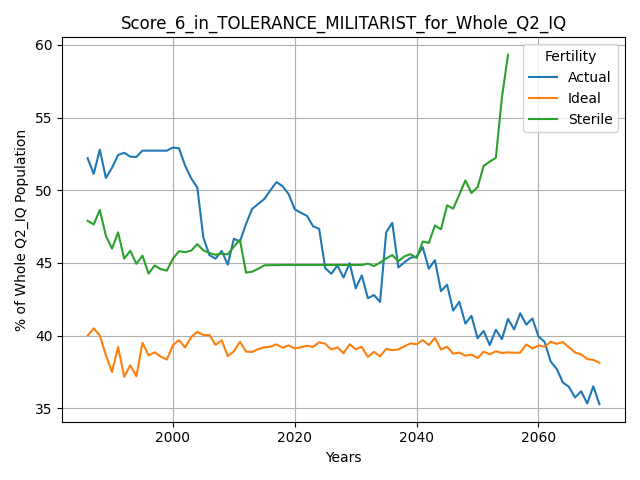 Score_6_in_TOLERANCE_MILITARIST_for_Whole_Q2_IQ
% of Whole Q2_IQ Population
60
55
50
45
40
35
Fertility
Actual
Ideal
Sterile
2000
2020
2040
2060
Years